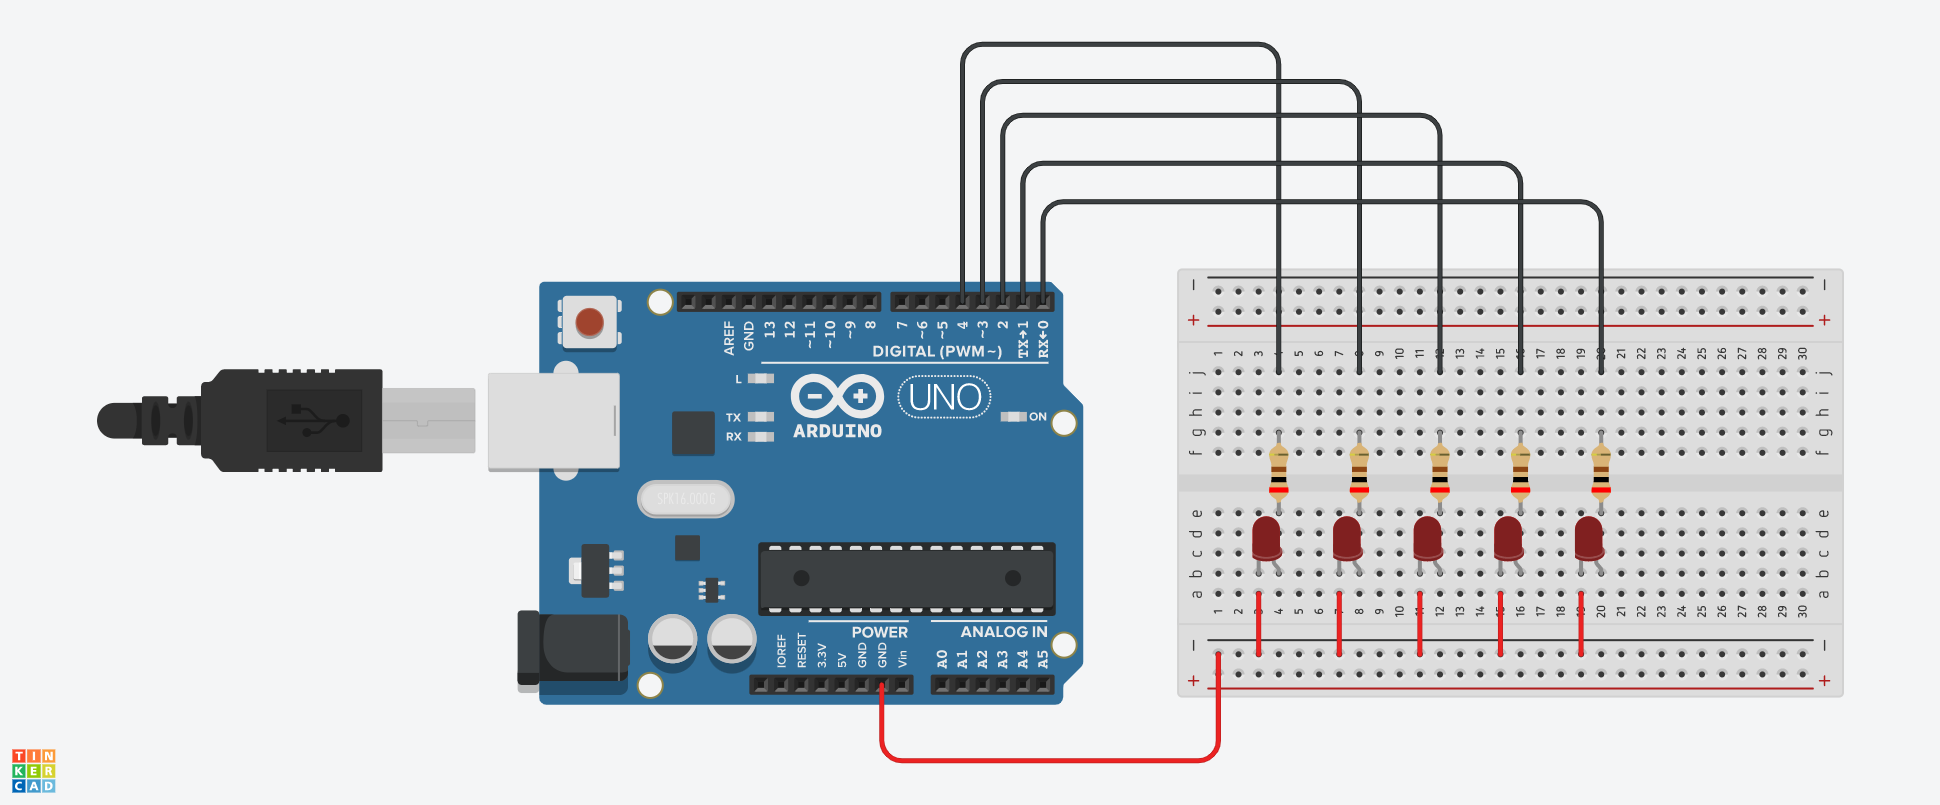 AREF
GND
13
12
~11
~10
~9
8
7
~6
~5
4
~3
2
TX→1
RX←0
DIGITAL (PWM~)
L
TX
RX
UNO
ARDUINO
ON
SPK16.000G
POWER
ANALOG IN
IOREF
RESET
3.3V
5V
GND
GND
Vin
A0
A1
A2
A3
A4
A5
− −
+ +
1 2 3 4 5 6 7 8 9 10 11 12 13 14 15 16 17 18 19 20 21 22 23 24 25 26 27 28 29 30
j j
i i
h h
g g
f f
e e
d d
c c
b b
a a
1 2 3 4 5 6 7 8 9 10 11 12 13 14 15 16 17 18 19 20 21 22 23 24 25 26 27 28 29 30
− −
+ +
TIN
KER
CAD